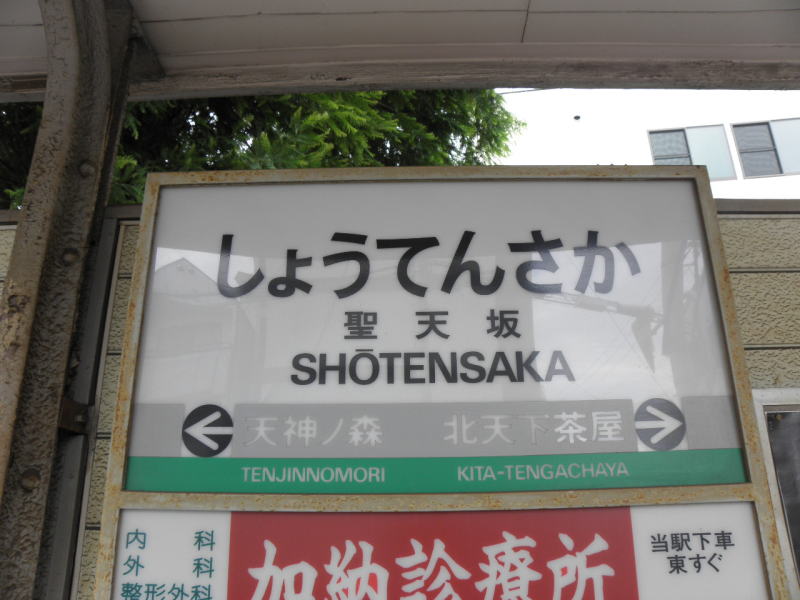 しょうてんさか
聖天坂
SHŌTENSAKA
天神ノ森 北天下茶屋
TENJINNOMORI KITA-TENGACHAYA
内科
外科
整形外科
加納診療所
当駅下車
東すぐ